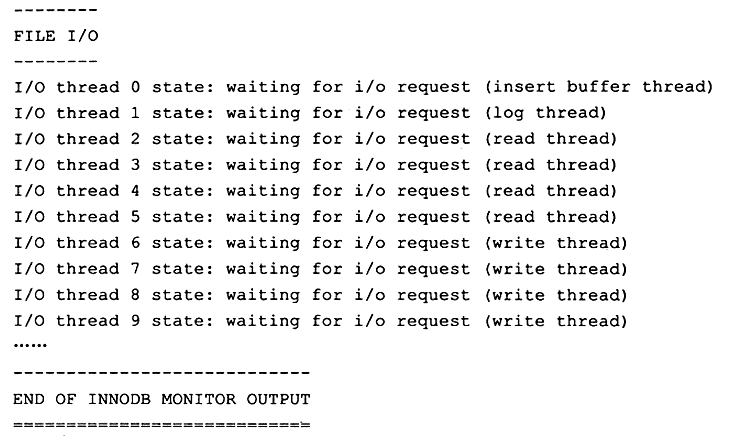 --------
FILE I/O
--------
I/O thread 0 state: waiting for i/o request (insert buffer thread)
I/O thread 1 state: waiting for i/o request (log thread)
I/O thread 2 state: waiting for i/o request (read thread)
I/O thread 3 state: waiting for i/o request (read thread)
I/O thread 4 state: waiting for i/o request (read thread)
I/O thread 5 state: waiting for i/o request (read thread)
I/O thread 6 state: waiting for i/o request (write thread)
I/O thread 7 state: waiting for i/o request (write thread)
I/O thread 8 state: waiting for i/o request (write thread)
I/O thread 9 state: waiting for i/o request (write thread)
......
----------------------------
END OF INNODB MONITOR OUTPUT
============================